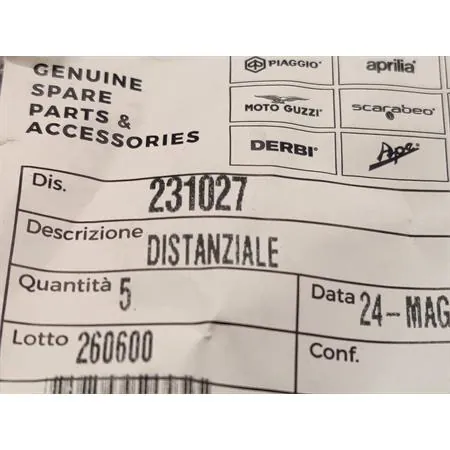 GENUINE
SPARE
PARTS &
ACCESSORIES
PIAGGIO
aprilia
MOTO GUZZI
scarabeo
DERBI
Ape
Dis. 231027
Descrizione DISTANZIALE
Quantità 5
Data 24-MAG
Lotto 260600
Conf.